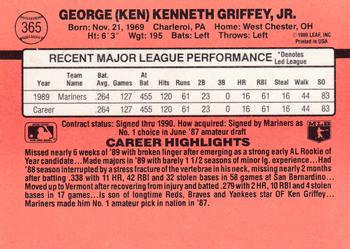 365
GEORGE (KEN) KENNETH GRIFFEY, JR.
Born: Nov. 21, 1969 Charleroi, PA Home: West Chester, OH
Ht: 6' 3" Wgt: 195 Bats: Left Throws: Left
© 1989 LEAF, INC.
Printed in USA
RECENT MAJOR LEAGUE PERFORMANCE
*Denotes
Led League
BA G At Bat R H 2B 3B HR RBI Steal Walk SO
1989 Mariners .264 127 455 120 61 23 0 16 61 16 44 83
Career .264 127 455 120 61 23 0 16 61 16 44 83
Contract status: Signed thru 1990. How acquired: Signed by Mariners as
No. 1 choice in June '87 amateur draft
CAREER HIGHLIGHTS
MLB
Missed nearly 6 weeks of '89 with broken finger after emerging as a strong early AL Rookie of
Year candidate... Made majors in '89 with barely 1 1/2 seasons of minor lg. experience... Had
'88 season interrupted by a stress fracture of the vertebrae in his neck, missing nearly 2 months
after batting .338 with 11 HR, 42 RBI and 32 stolen bases in 58 games at San Bernardino...
Moved up to Vermont after recovering from injury and batted .279 with 2 HR, 10 RBI and 4 stolen
bases in 17 games... Is son of longtime Reds, Braves and Yankees star OF Ken Griffey...
Mariners made him No. 1 amateur pick in nation in '87.